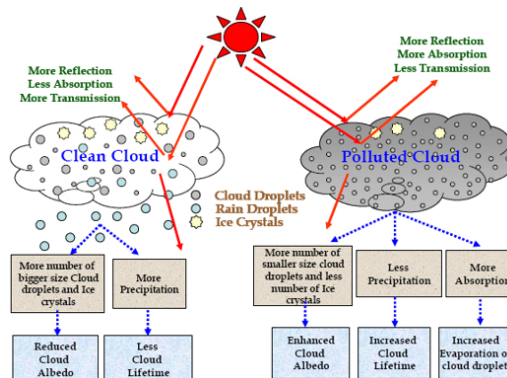 More Reflection
Less Absorption
More Transmission
More Reflection
More Absorption
Less Transmission
Clean Cloud
Polluted Cloud
Cloud Droplets
Rain Droplets
Ice Crystals
More number of
bigger size Cloud
droplets and Ice
crystals
More
Precipitation
More number of
smaller size cloud
droplets and less
number of Ice
crystals
Less
Precipitation
More
Absorption
Reduced
Cloud
Albedo
Less
Cloud
Lifetime
Enhanced
Cloud
Albedo
Increased
Cloud
Lifetime
Increased
Evaporation of
cloud droplet